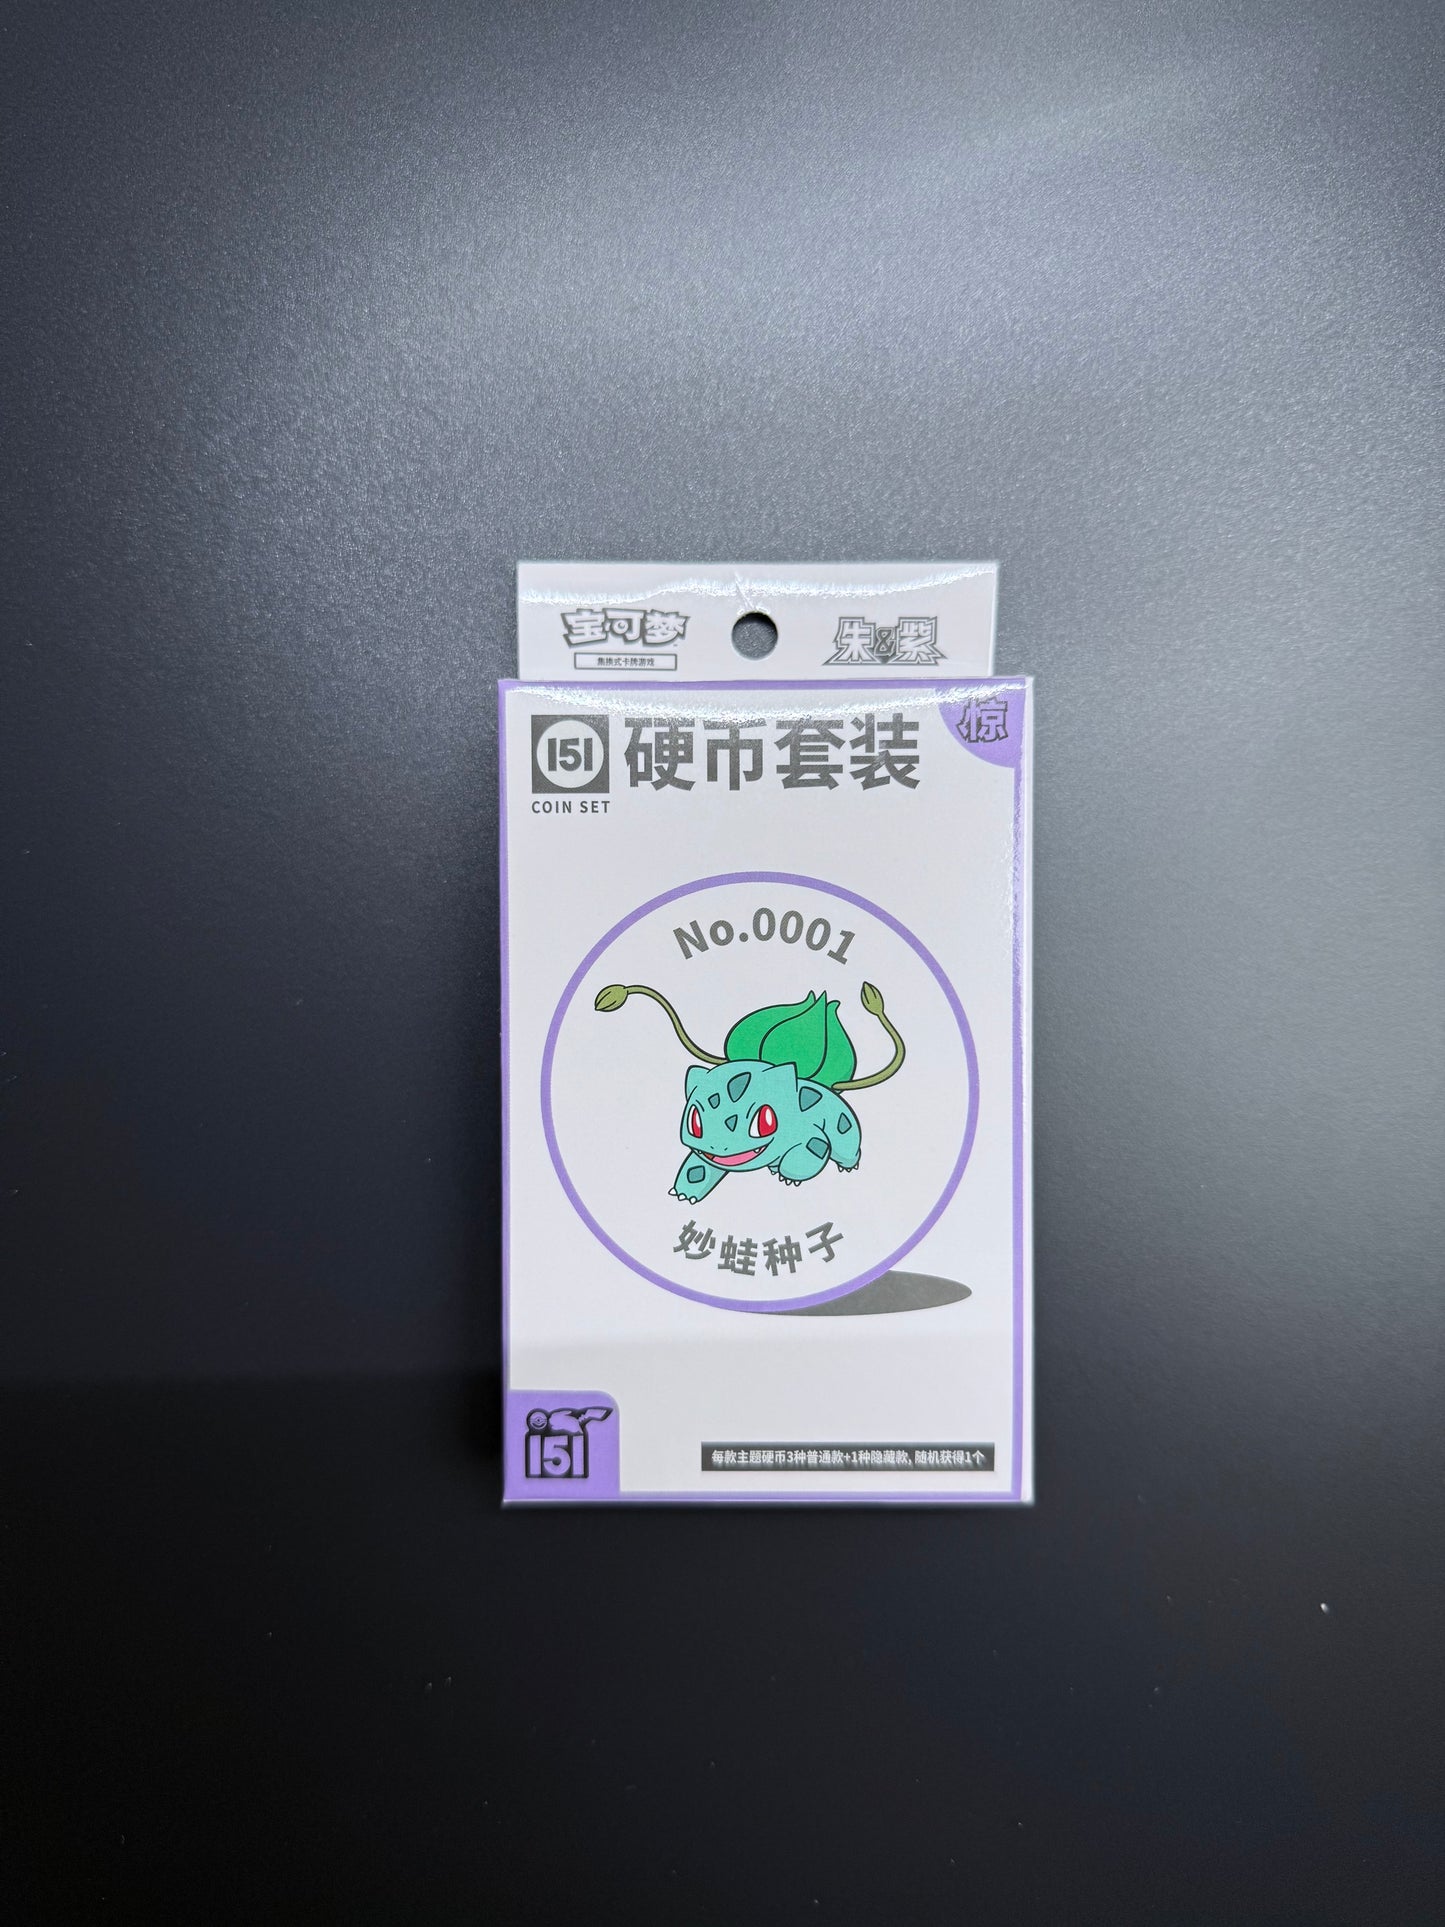 宝可梦
集换式卡牌游戏
朱&紫
151 硬币套装
COIN SET
惊
No.0001
妙蛙种子
151
每款主题硬币3种普通款+1种隐藏款, 随机获得1个